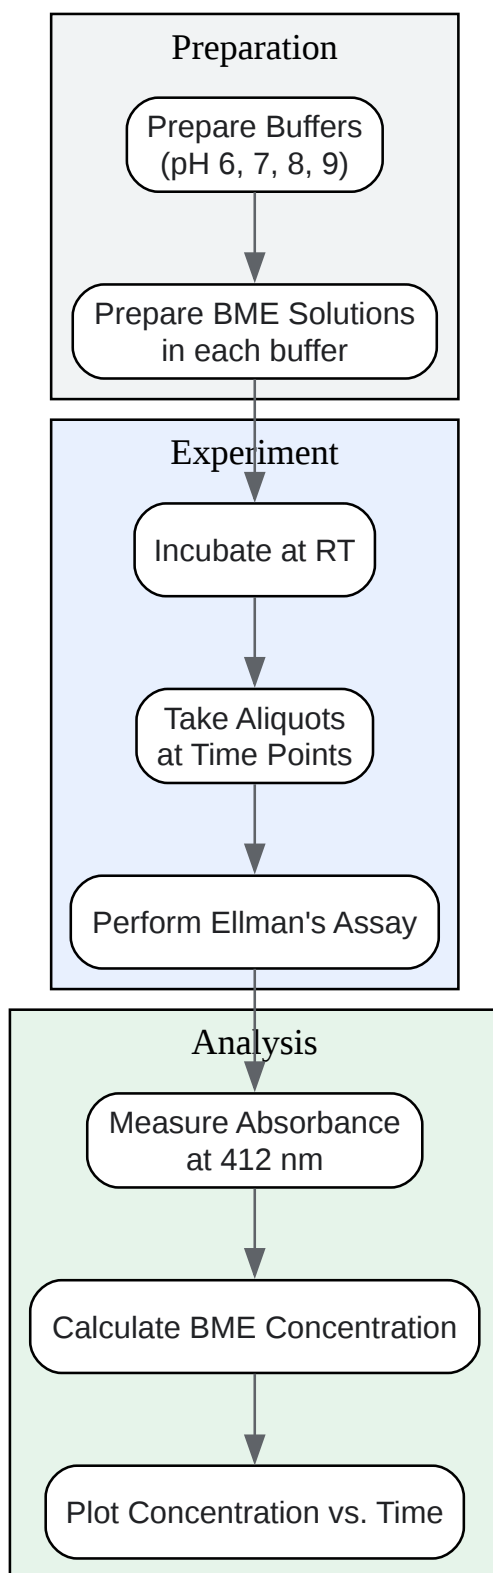 Preparation
Prepare Buffers
(pH 6, 7, 8, 9)
Prepare BME Solutions
in each buffer
Experiment
Incubate at RT
Take Aliquots
at Time Points
Perform Ellman's Assay
Analysis
Measure Absorbance
at 412 nm
Calculate BME Concentration
Plot Concentration vs. Time